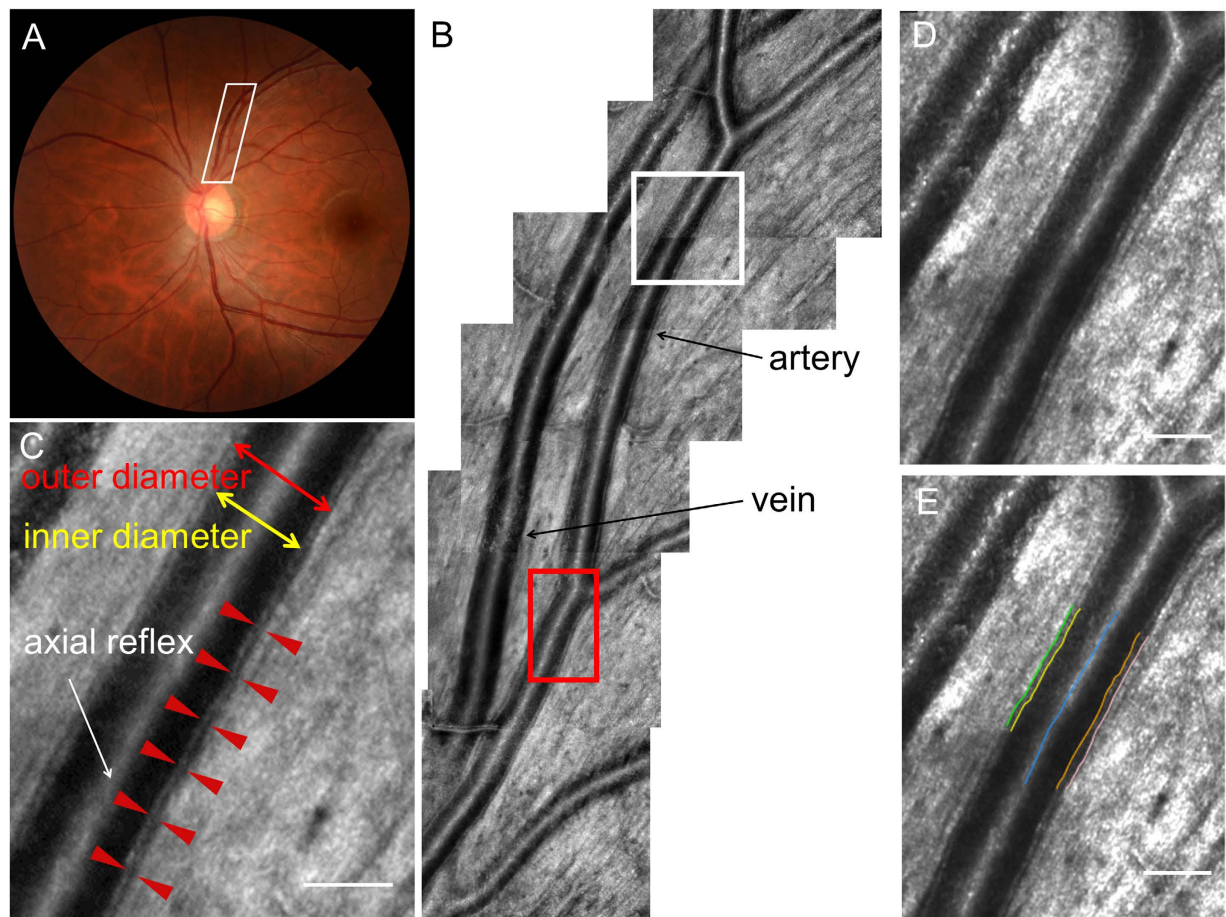 A
B
artery
vein
C
outer diameter
inner diameter
axial reflex
D
E